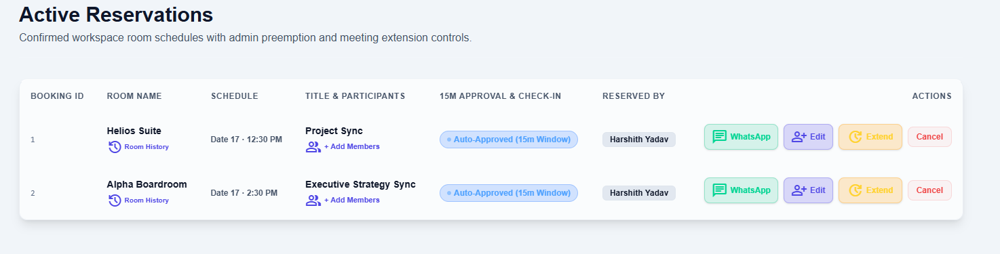 Active Reservations
Confirmed workspace room schedules with admin preemption and meeting extension controls.
BOOKING ID ROOM NAME SCHEDULE TITLE & PARTICIPANTS 15M APPROVAL & CHECK-IN RESERVED BY ACTIONS
1 Helios Suite Room History Date 17 · 12:30 PM Project Sync + Add Members Auto-Approved (15m Window) Harshith Yadav WhatsApp Edit Extend Cancel
2 Alpha Boardroom Room History Date 17 · 2:30 PM Executive Strategy Sync + Add Members Auto-Approved (15m Window) Harshith Yadav WhatsApp Edit Extend Cancel